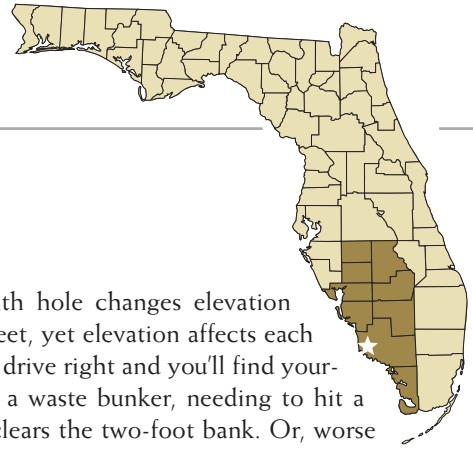 th hole changes elevation
eet, yet elevation affects each
drive right and you'll find your-
a waste bunker, needing to hit a
clears the two-foot bank. Or, worse